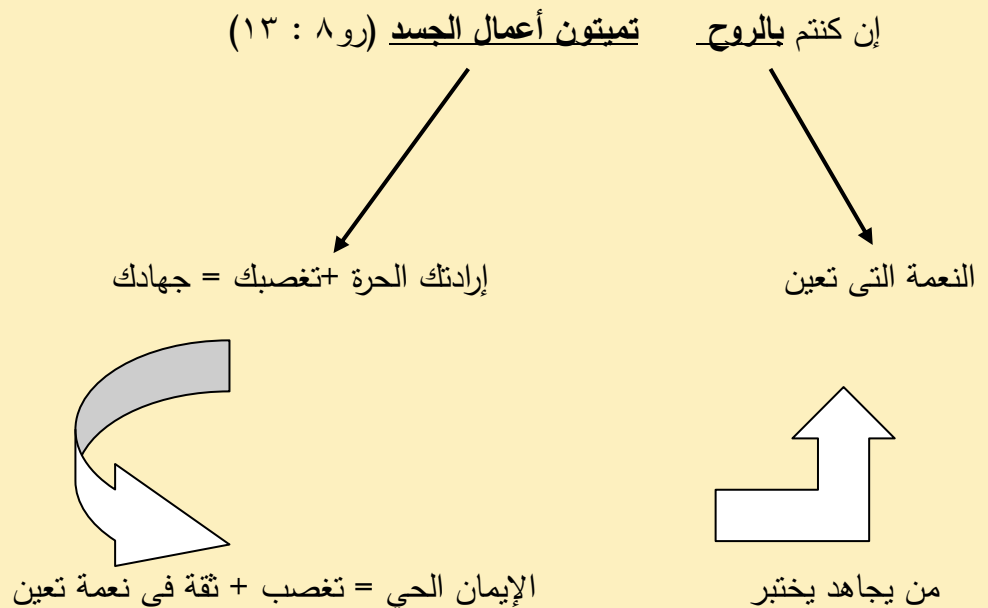 إن كنتم بالروح تميتون أعمال الجسد (رو٨ : ١٣)
النعمة التى تعين
إرادتك الحرة +تغصبك = جهادك
من يجاهد يختبر
الإيمان الحي = تغصب + ثقة فى نعمة تعين